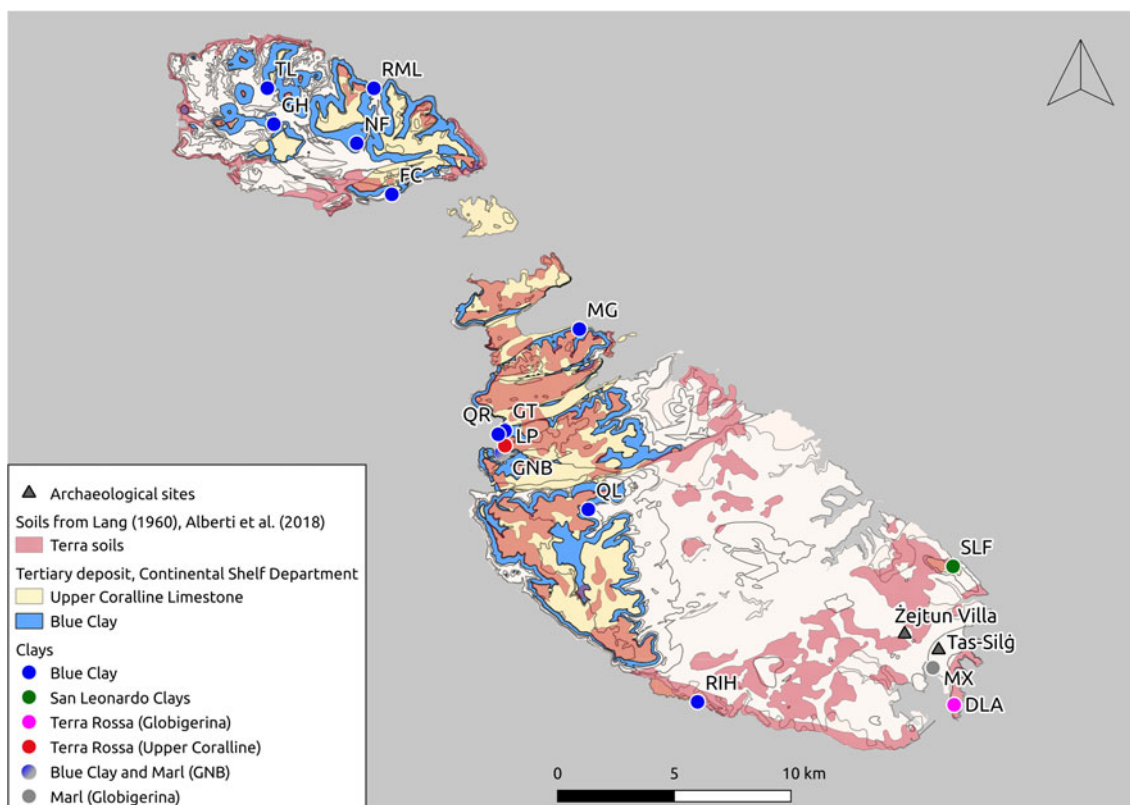 TL
RML
GH
NF
FC
MG
QR
GT
LP
GNB
QL
SLF
Żejtun Villa
Tas-Silġ
MX
RIH
DLA
Archaeological sites
Soils from Lang (1960), Alberti et al. (2018)
Terra soils
Tertiary deposit, Continental Shelf Department
Upper Coralline Limestone
Blue Clay
Clays
Blue Clay
San Leonardo Clays
Terra Rossa (Globigerina)
Terra Rossa (Upper Coralline)
Blue Clay and Marl (GNB)
Marl (Globigerina)
0 5 10 km